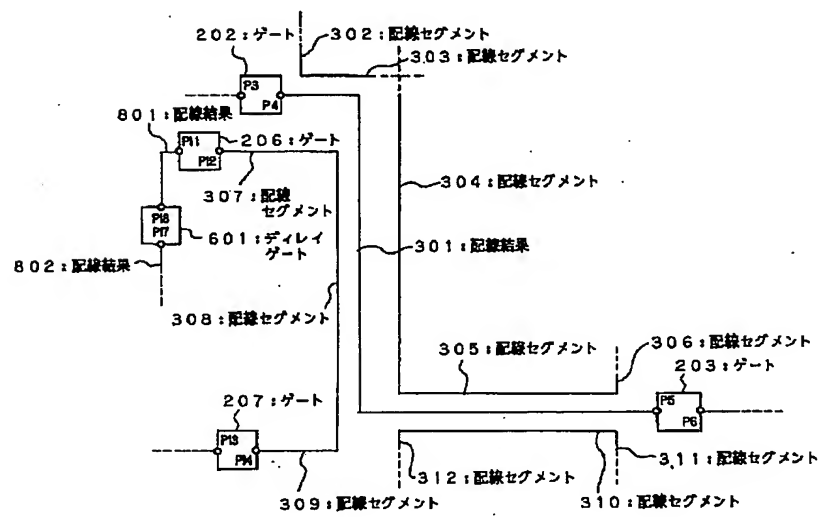 202:ゲート
302:配線セグメント
303:配線セグメント
P3
P4
801:配線結果
P11
P12
206:ゲート
307:配線
セグメント
304:配線セグメント
P18
P17
601:ディレイ
ゲート
301:配線結果
802:配線結果
308:配線セグメント
305:配線セグメント
306:配線セグメント
203:ゲート
207:ゲート
P5
P6
P13
P14
312:配線セグメント
311:配線セグメント
309:配線セグメント
310:配線セグメント